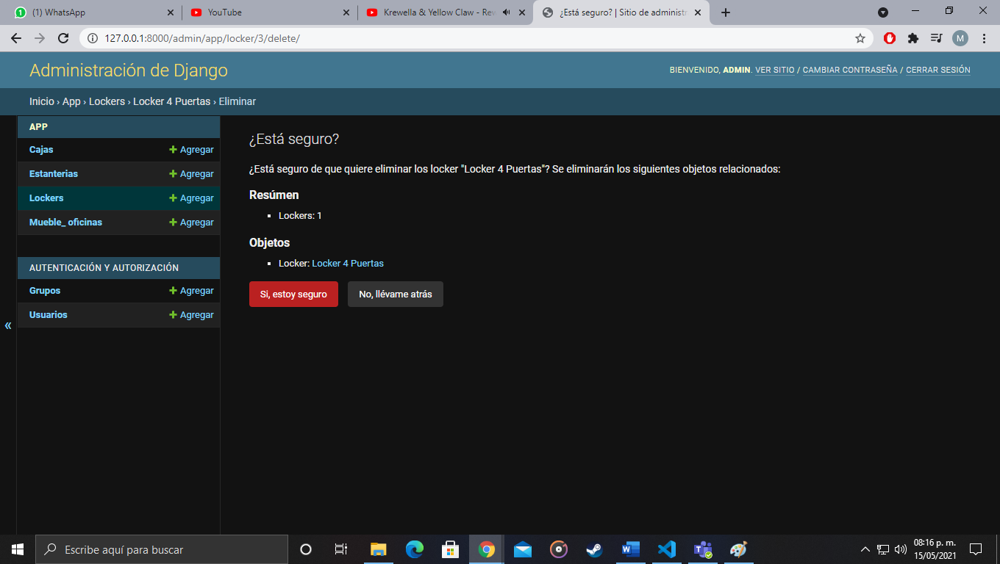 (1) WhatsApp
YouTube
Krewella & Yellow Claw - Rew
¿Está seguro? | Sitio de administr
127.0.0.1:8000/admin/app/locker/3/delete/
M
Administración de Django
BIENVENIDO, ADMIN. VER SITIO / CAMBIAR CONTRASEÑA / CERRAR SESIÓN
Inicio › App › Lockers › Locker 4 Puertas › Eliminar
APP
Cajas + Agregar
Estanterias + Agregar
Lockers + Agregar
Mueble_ oficinas + Agregar
AUTENTICACIÓN Y AUTORIZACIÓN
Grupos + Agregar
Usuarios + Agregar
«
¿Está seguro?
¿Está seguro de que quiere eliminar los locker "Locker 4 Puertas"? Se eliminarán los siguientes objetos relacionados:
Resúmen
Lockers: 1
Objetos
Locker: Locker 4 Puertas
Si, estoy seguro
No, llévame atrás
Escribe aquí para buscar
08:16 p. m.
15/05/2021